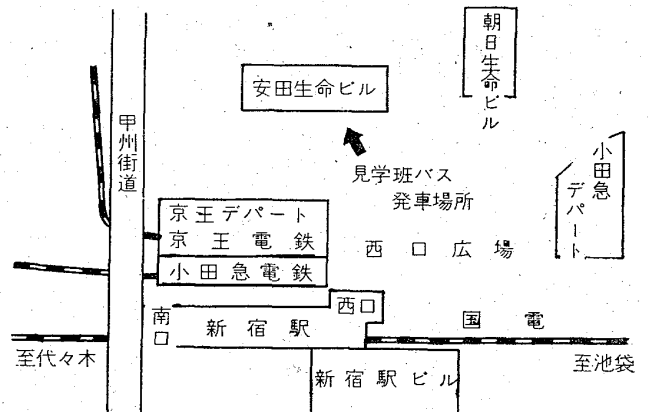 朝日生命ビル
安田生命ビル
甲州街道
見学班バス
発車場所
小田急
デパート
京王デパート
京王電鉄
小田急電鉄
西口広場
西口
南口
新宿駅
国電
至代々木
至池袋
新宿駅ビル